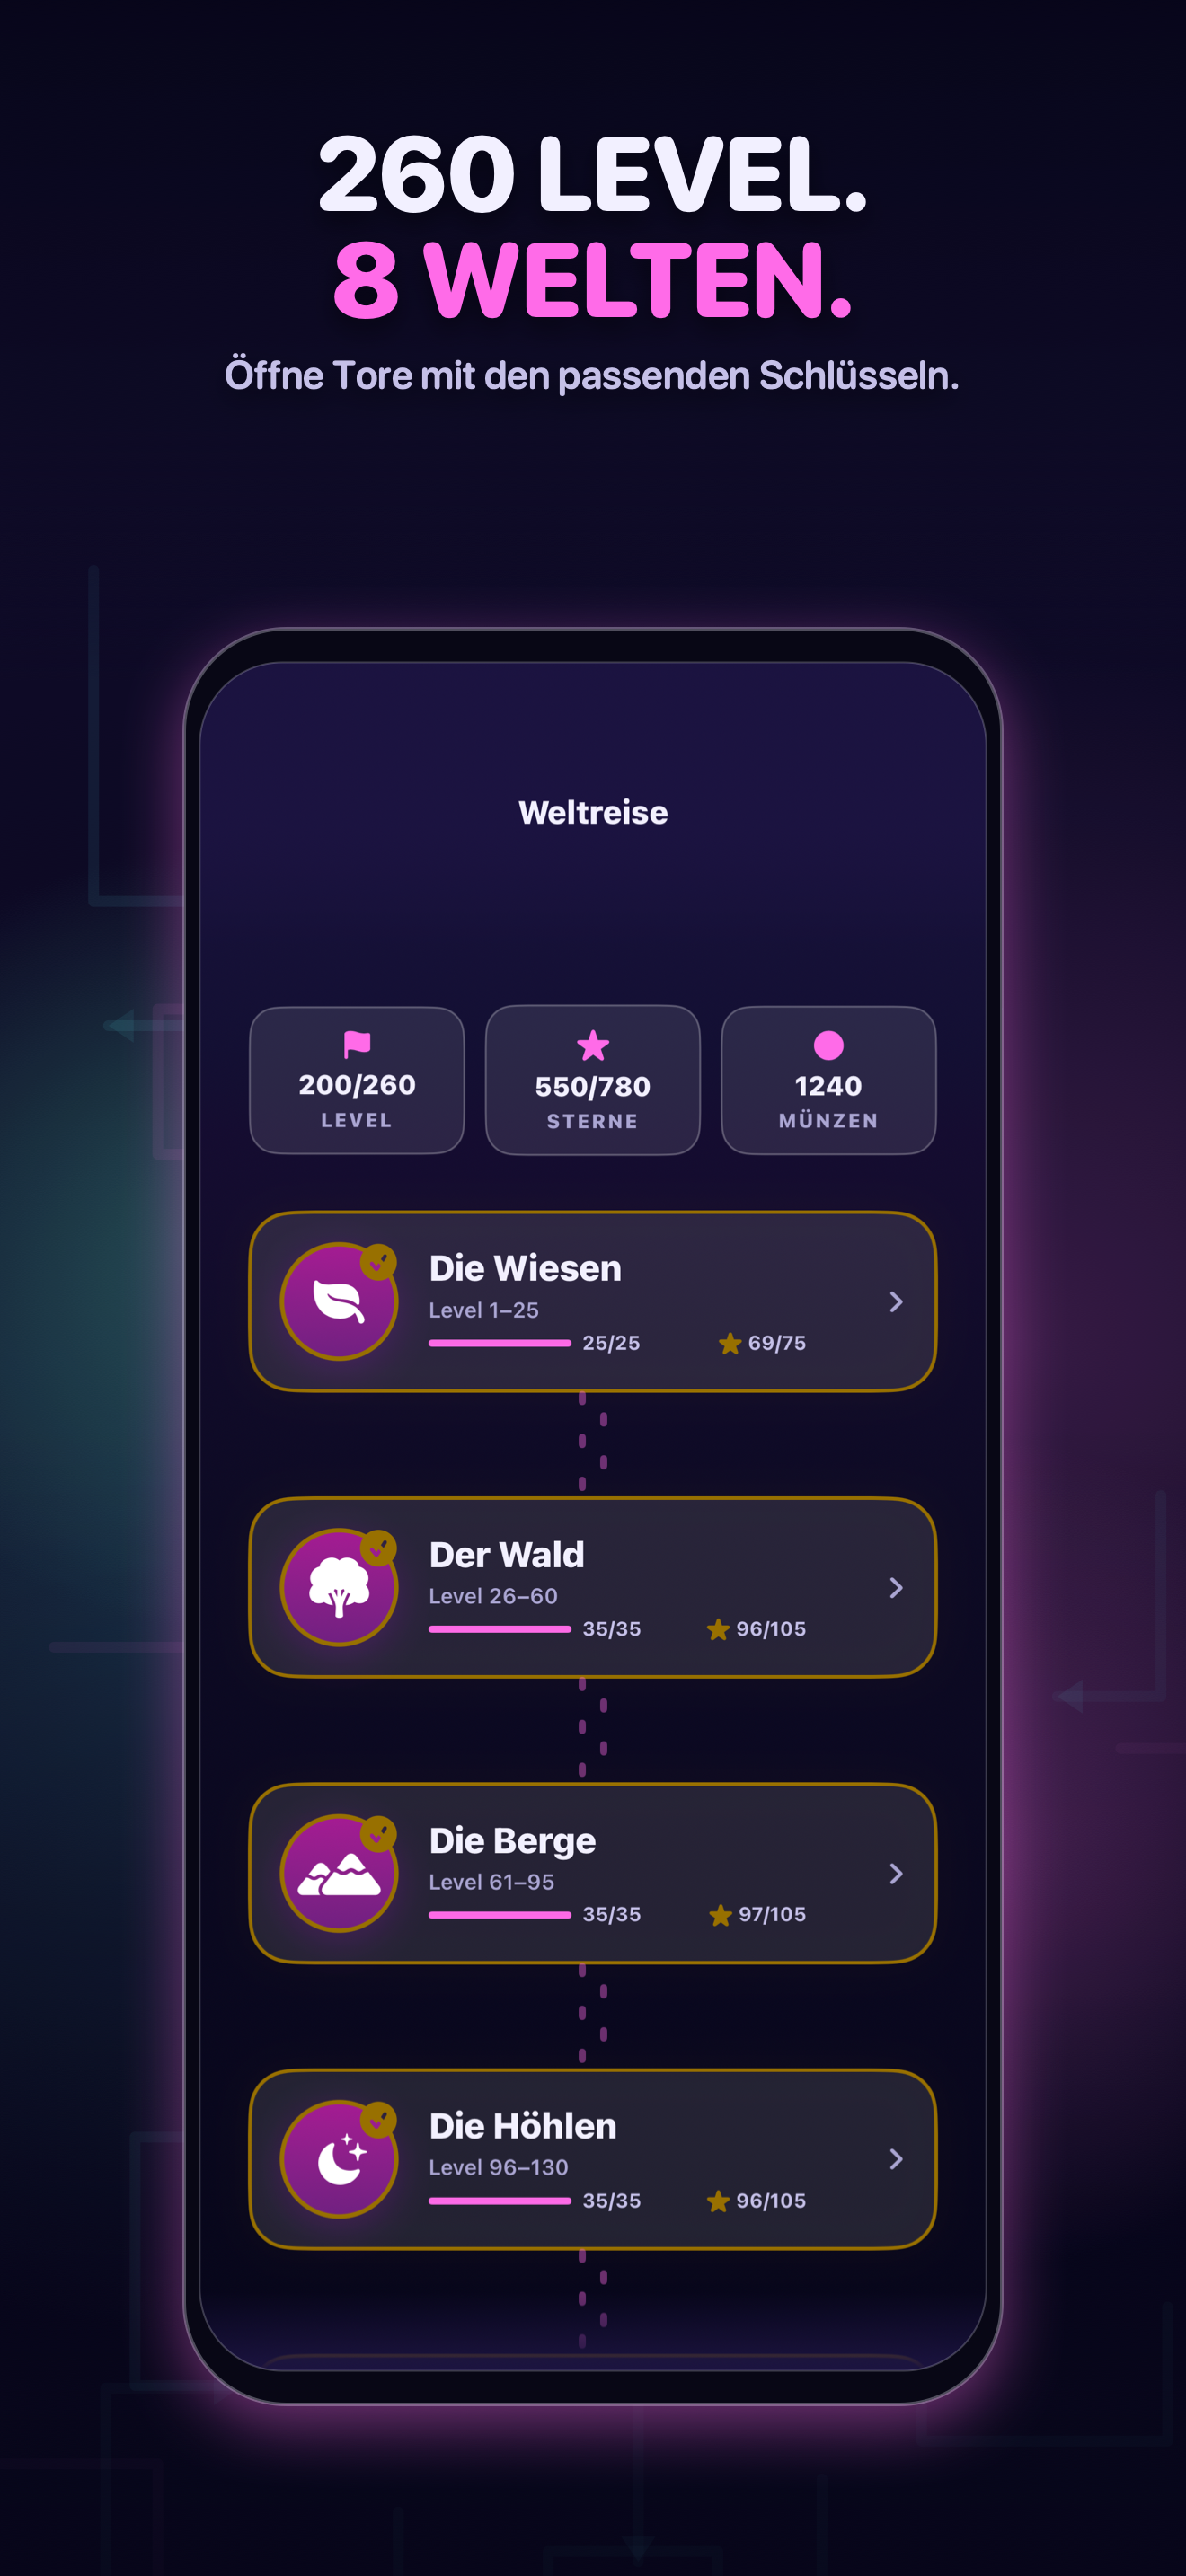 260 LEVEL.
8 WELTEN.
Öffne Tore mit den passenden Schlüsseln.
Weltreise
200/260
LEVEL
550/780
STERNE
1240
MÜNZEN
Die Wiesen
Level 1–25
25/25
69/75
Der Wald
Level 26–60
35/35
96/105
Die Berge
Level 61–95
35/35
97/105
Die Höhlen
Level 96–130
35/35
96/105